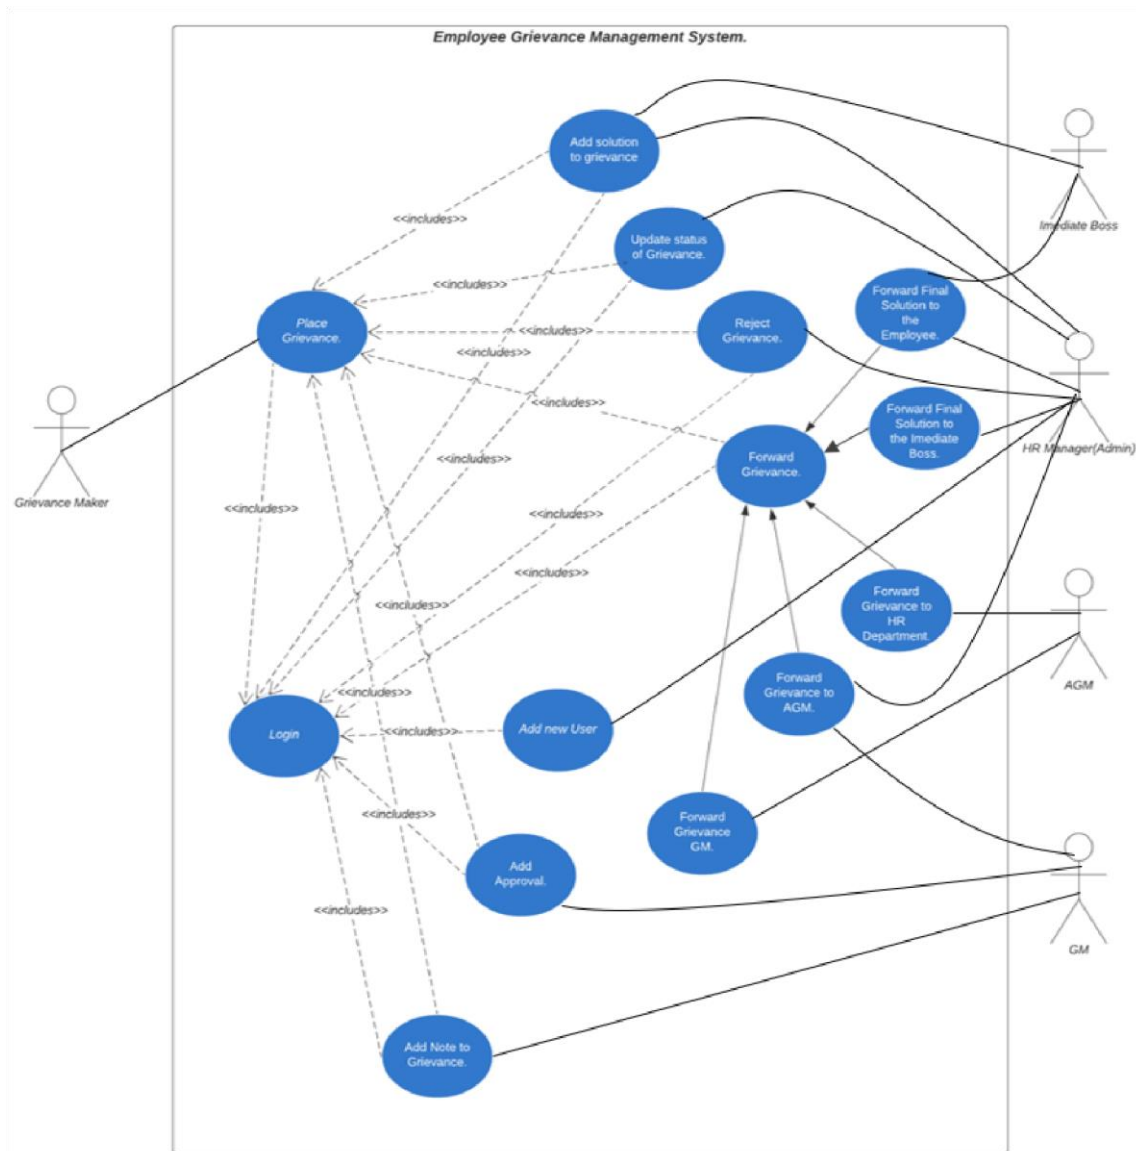 Employee Grievance Management System.
Add solution
to grievance
Imediate Boss
<<includes>>
Update status
of Grievance.
<<includes>>
Forward Final
Solution to
the
Employee.
Place
Grievance.
<<includes>>
Reject
Grievance.
<<includes>>
<<includes>>
Forward Final
Solution to
the Imediate
Boss.
HR Manager(Admin)
<<includes>>
Forward
Grievance.
Grievance Maker
<<includes>>
<<includes>>
<<includes>>
Forward
Grievance to
HR
Department.
<<includes>>
AGM
Forward
Grievance to
AGM.
<<includes>>
Login
<<includes>>
Add new User
<<includes>>
Forward
Grievance
GM.
Add
Approval.
<<includes>>
GM
Add Note to
Grievance.